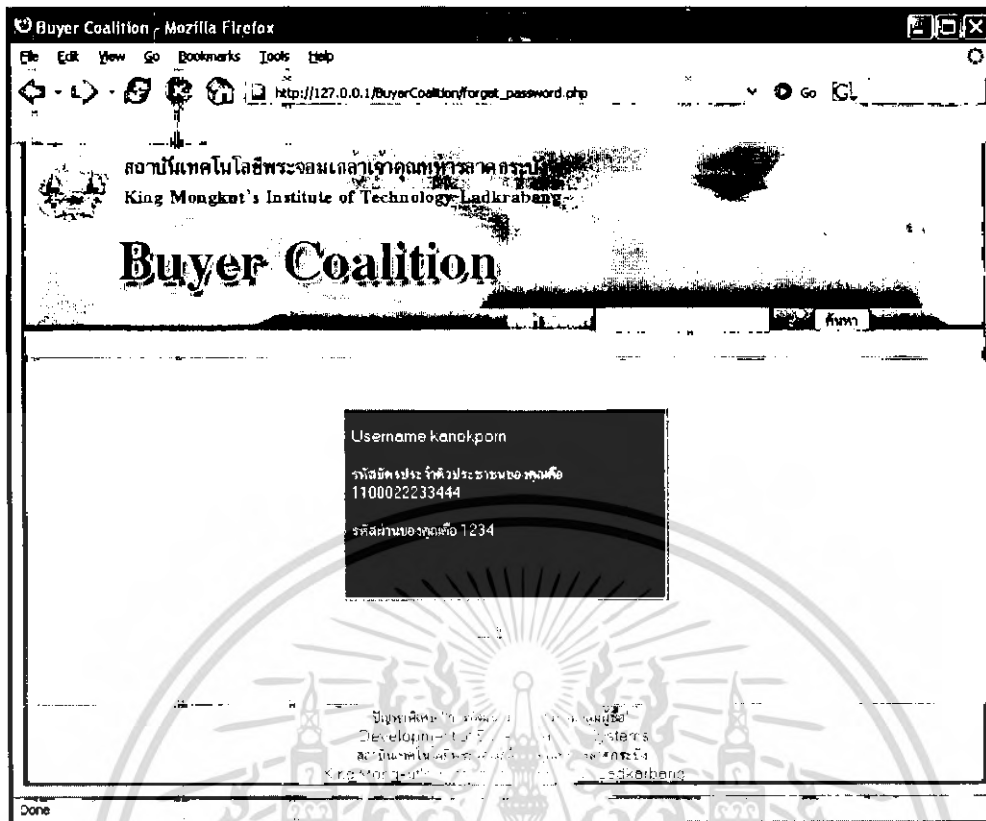 Buyer Coalition - Mozilla Firefox
File Edit View Go Bookmarks Tools Help
http://127.0.0.1/BuyerCoalition/forget_password.php Go
สถาบันเทคโนโลยีพระจอมเกล้าเจ้าคุณทหารลาดกระบัง
King Mongkut's Institute of Technology Ladkrabang
Buyer Coalition
ค้นหา
Username kanokporn
รหัสบัตรประจำตัวประชาชนของคุณคือ
1100022233444
รหัสผ่านของคุณคือ 1234
Done